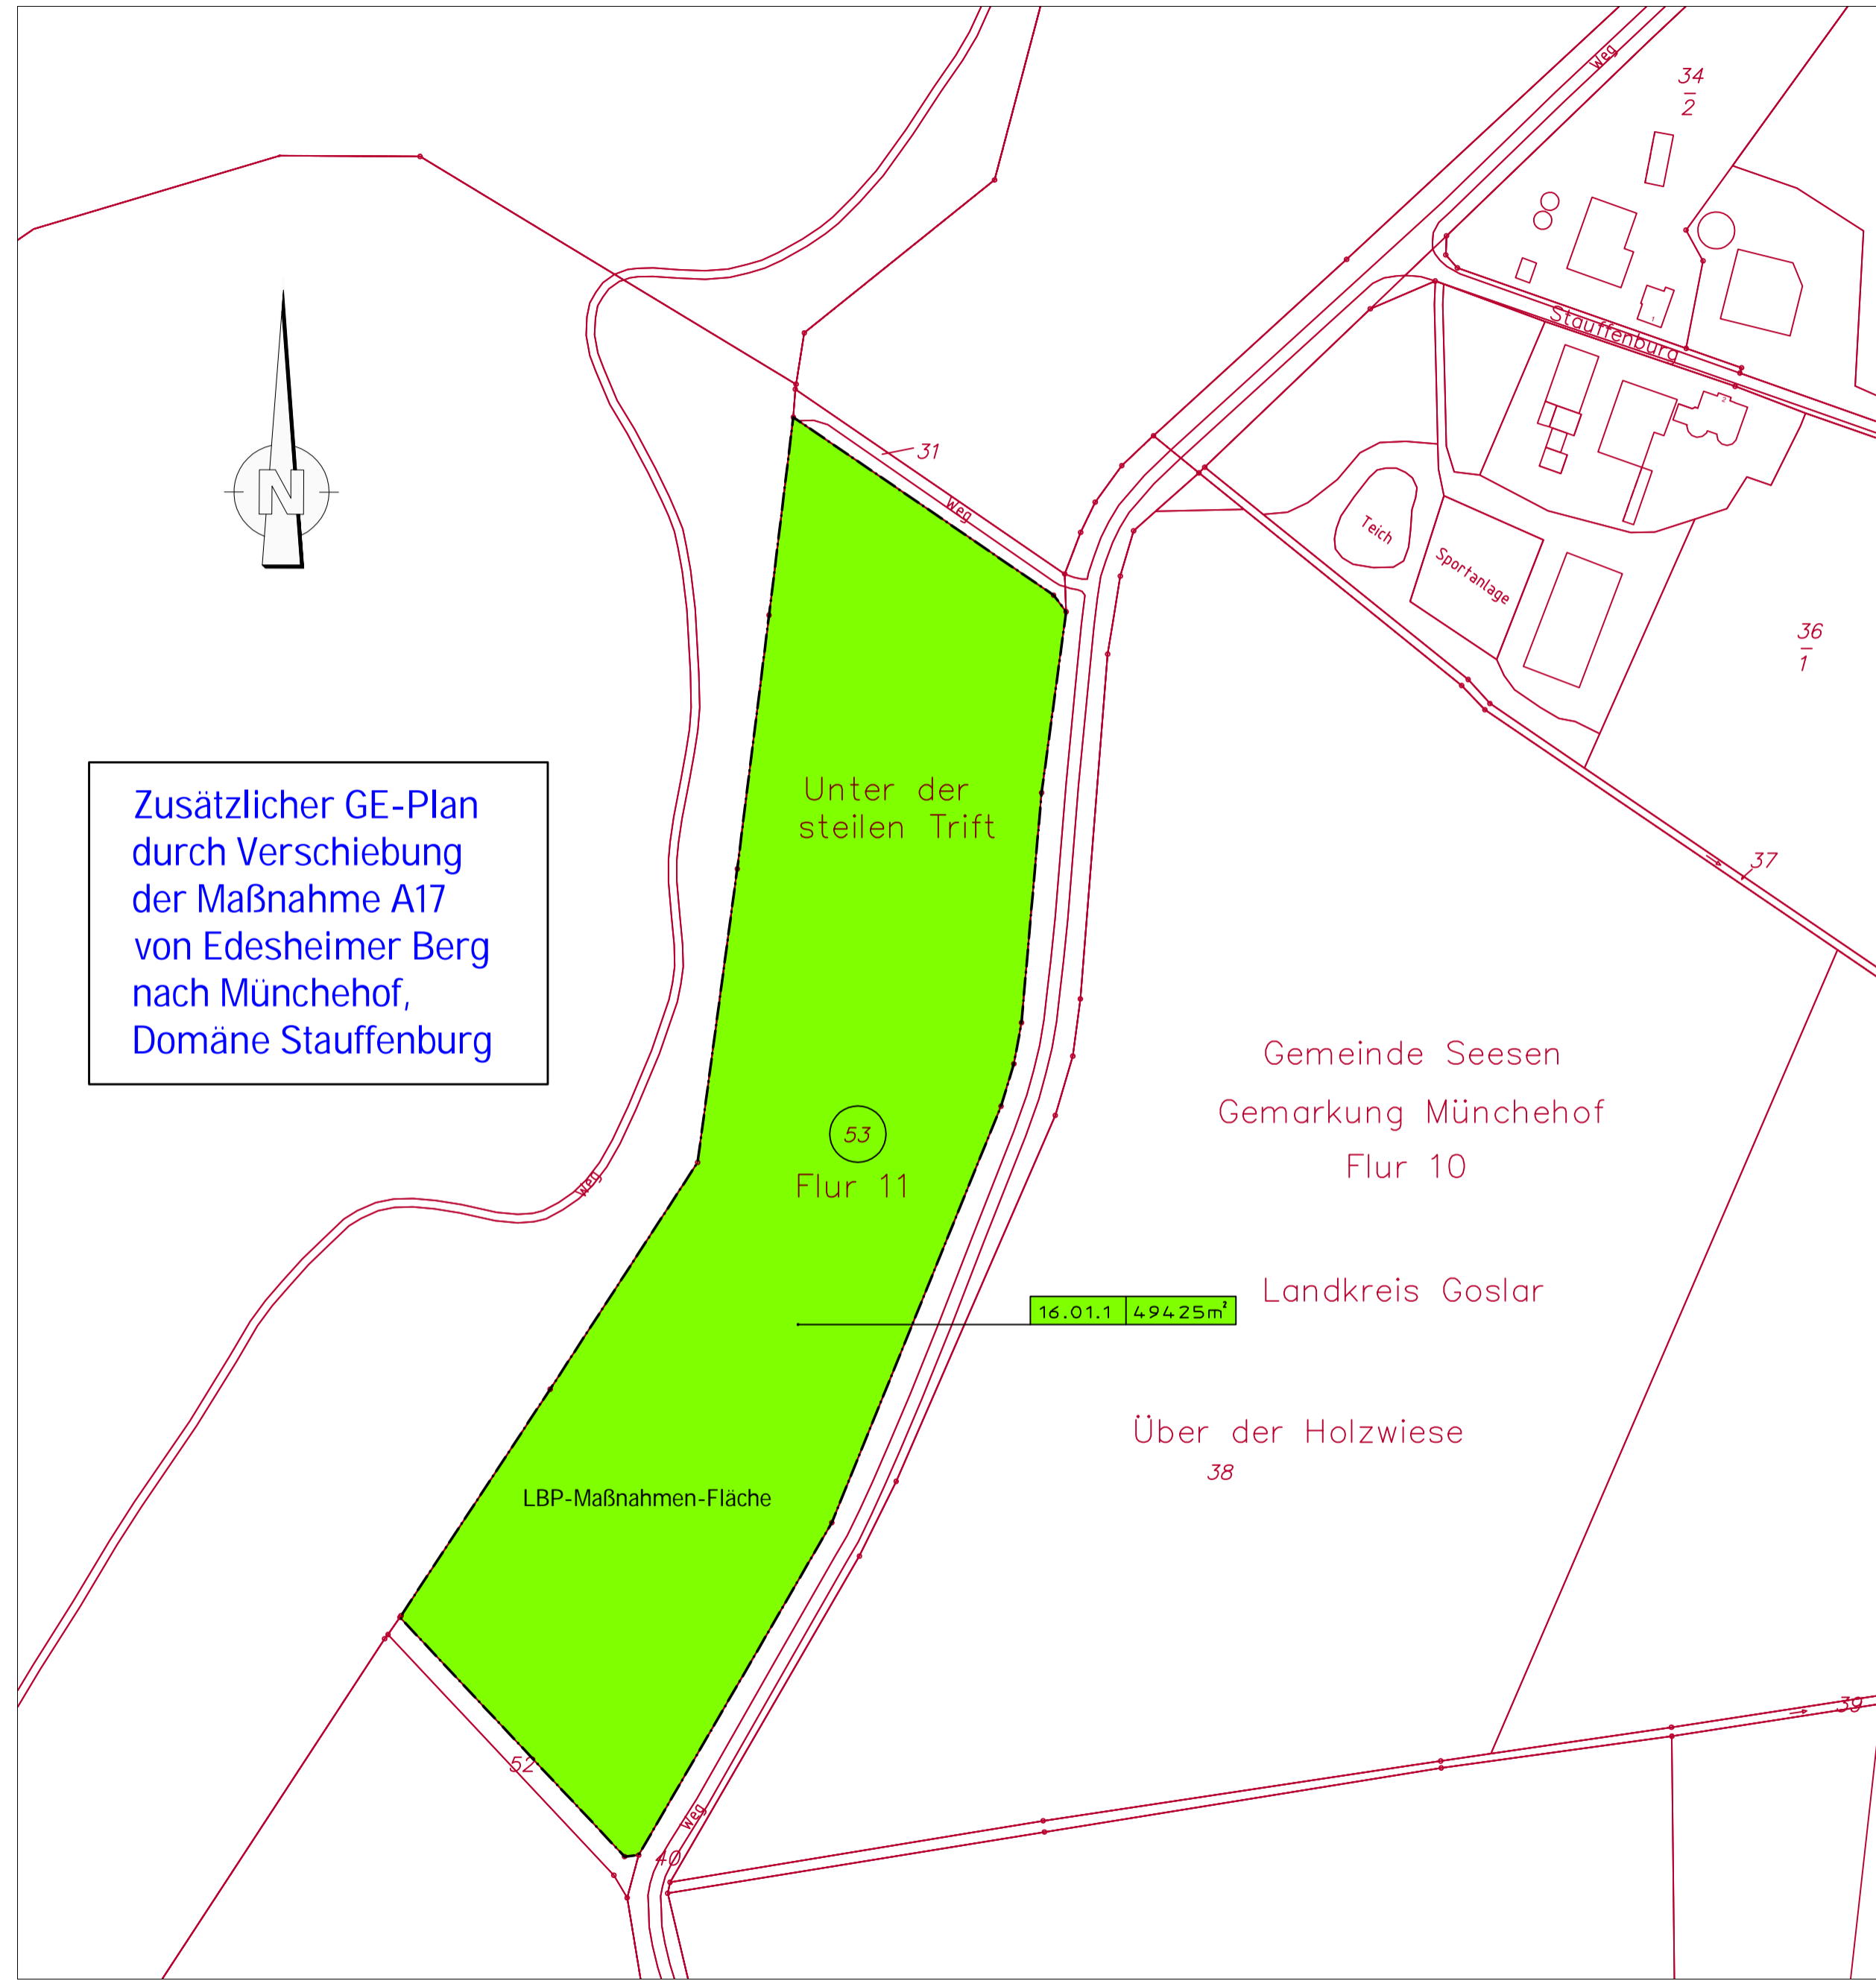 Weg
34
2
1
Stauffenburg
2
31
Weg
Teich
Sportanlage
36
1
N
Zusätzlicher GE-Plan
durch Verschiebung
der Maßnahme A17
von Edesheimer Berg
nach Münchehof,
Domäne Stauffenburg
Unter der
steilen Trift
37
Gemeinde Seesen
Gemarkung Münchehof
Flur 10
53
Flur 11
Weg
Landkreis Goslar
16.01.1 49425m²
Über der Holzwiese
38
LBP-Maßnahmen-Fläche
39
52
Weg
40